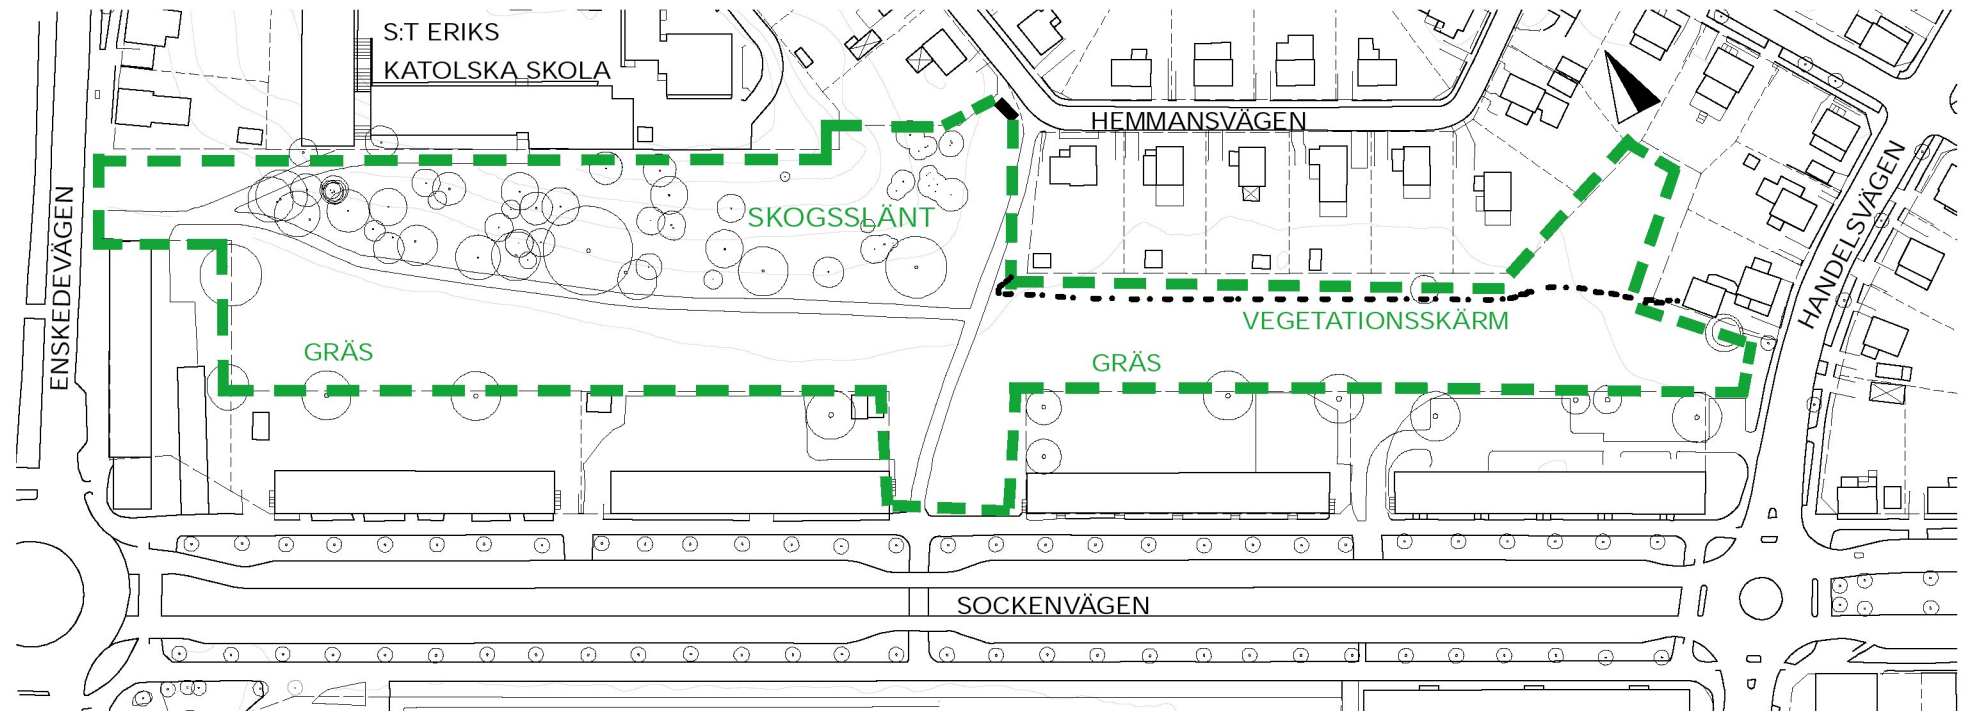 S:T ERIKS
KATOLSKA SKOLA
HEMMANSVÄGEN
ENSKEDEVÄGEN
SKOGSSLÄNT
HANDELSVÄGEN
VEGETATIONSSKÄRM
GRÄS
GRÄS
SOCKENVÄGEN